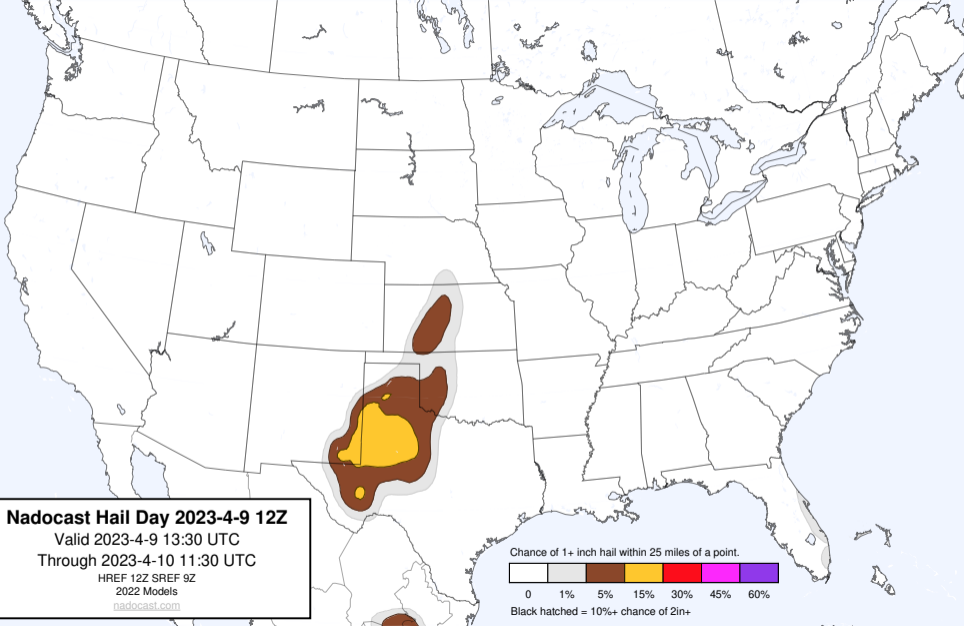 Nadocast Hail Day 2023-4-9 12Z
Valid 2023-4-9 13:30 UTC
Through 2023-4-10 11:30 UTC
HREF 12Z SREF 9Z
2022 Models
nadocast.com
Chance of 1+ inch hail within 25 miles of a point.
0 1% 5% 15% 30% 45% 60%
Black hatched = 10%+ chance of 2in+